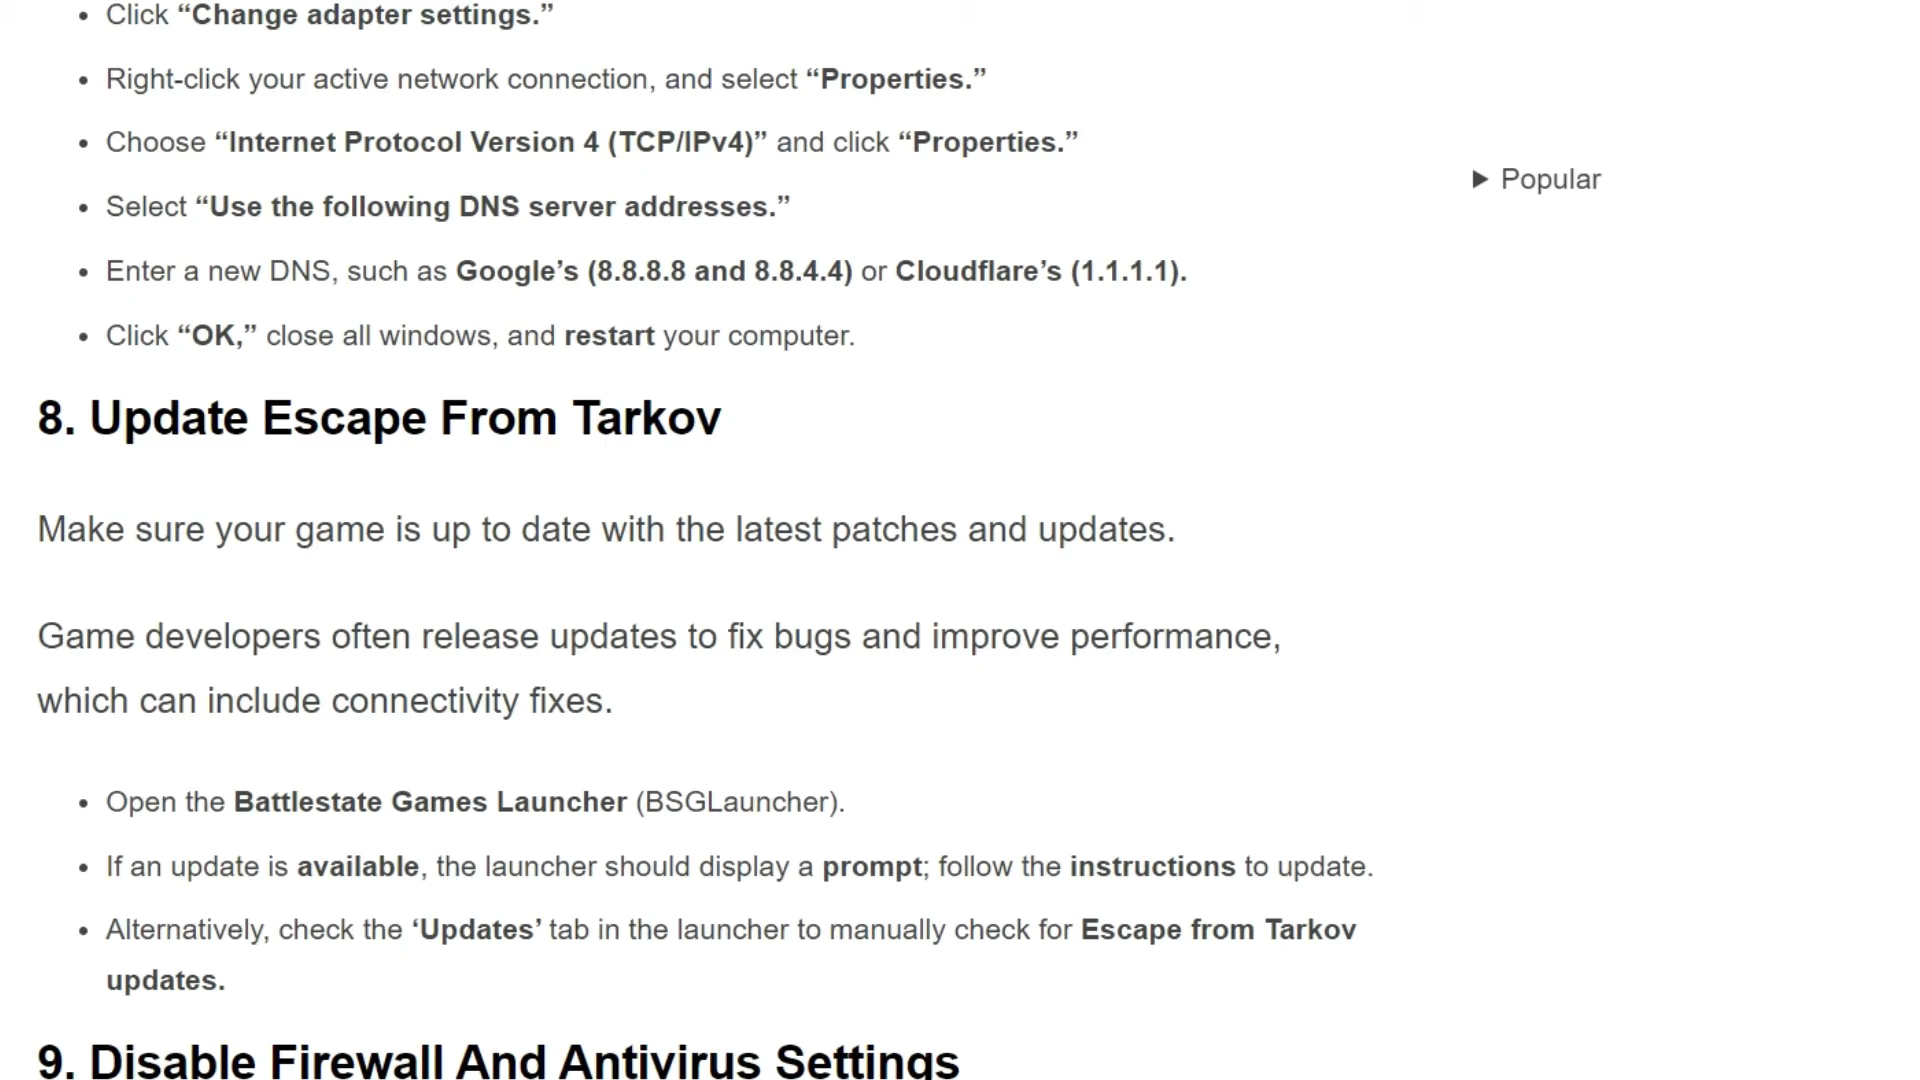 • Click “Change adapter settings.”
• Right-click your active network connection, and select “Properties.”
• Choose “Internet Protocol Version 4 (TCP/IPv4)” and click “Properties.”
▶ Popular
• Select “Use the following DNS server addresses.”
• Enter a new DNS, such as Google’s (8.8.8.8 and 8.8.4.4) or Cloudflare’s (1.1.1.1).
• Click “OK,” close all windows, and restart your computer.
8. Update Escape From Tarkov
Make sure your game is up to date with the latest patches and updates.
Game developers often release updates to fix bugs and improve performance,
which can include connectivity fixes.
• Open the Battlestate Games Launcher (BSGLauncher).
• If an update is available, the launcher should display a prompt; follow the instructions to update.
• Alternatively, check the ‘Updates’ tab in the launcher to manually check for Escape from Tarkov
updates.
9. Disable Firewall And Antivirus Settings